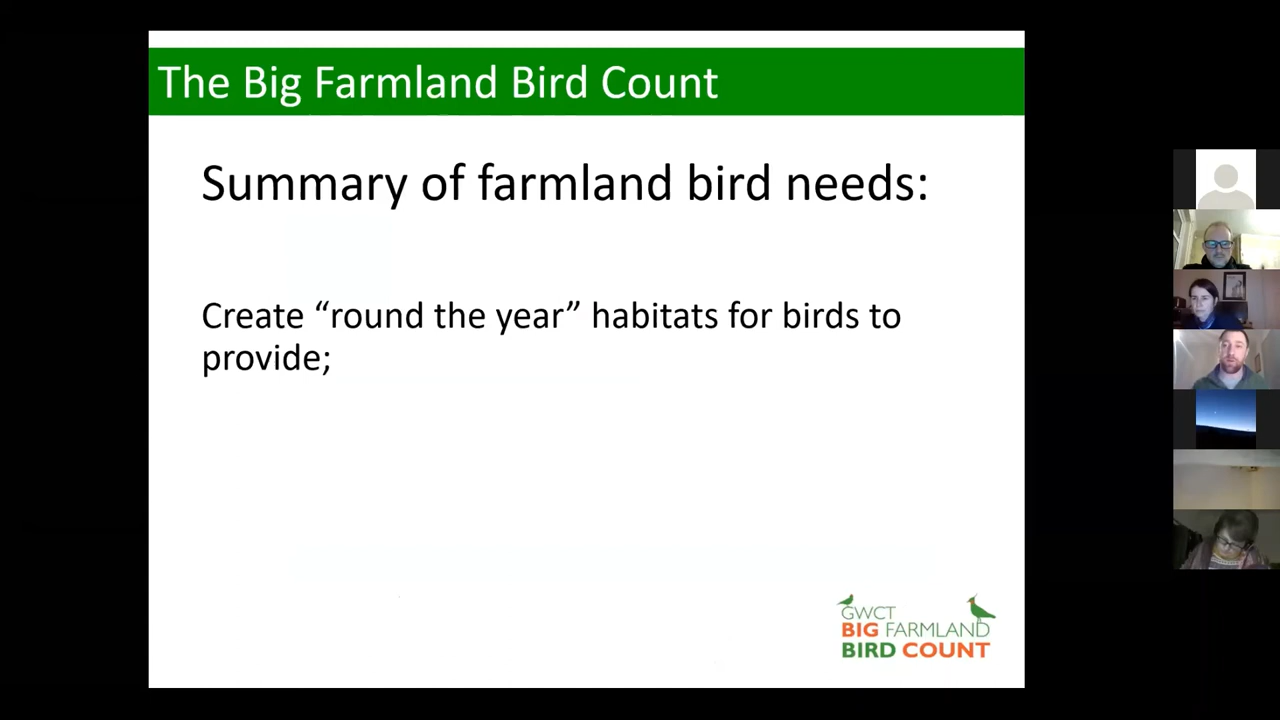 The Big Farmland Bird Count
Summary of farmland bird needs:
Create “round the year” habitats for birds to
provide;
GWCT
BIG FARMLAND
BIRD COUNT